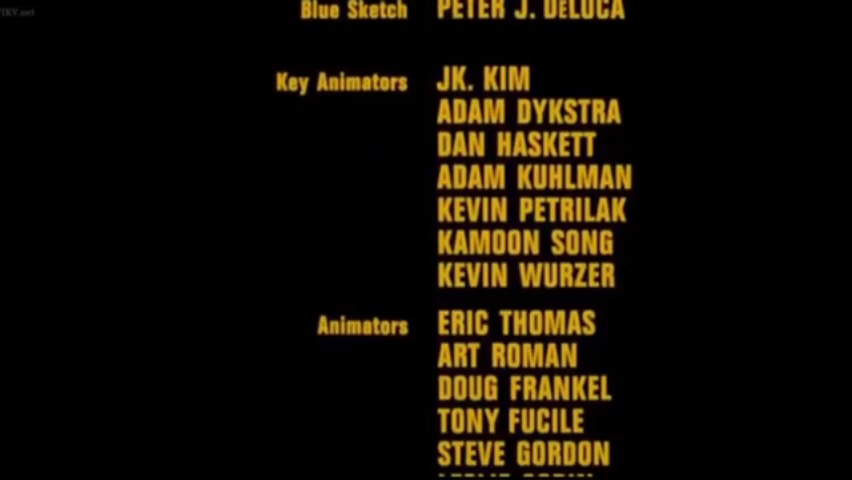 Blue Sketch PETER J. DeLUCA
Key Animators JK. KIM
ADAM DYKSTRA
DAN HASKETT
ADAM KUHLMAN
KEVIN PETRILAK
KAMOON SONG
KEVIN WURZER
Animators ERIC THOMAS
ART ROMAN
DOUG FRANKEL
TONY FUCILE
STEVE GORDON